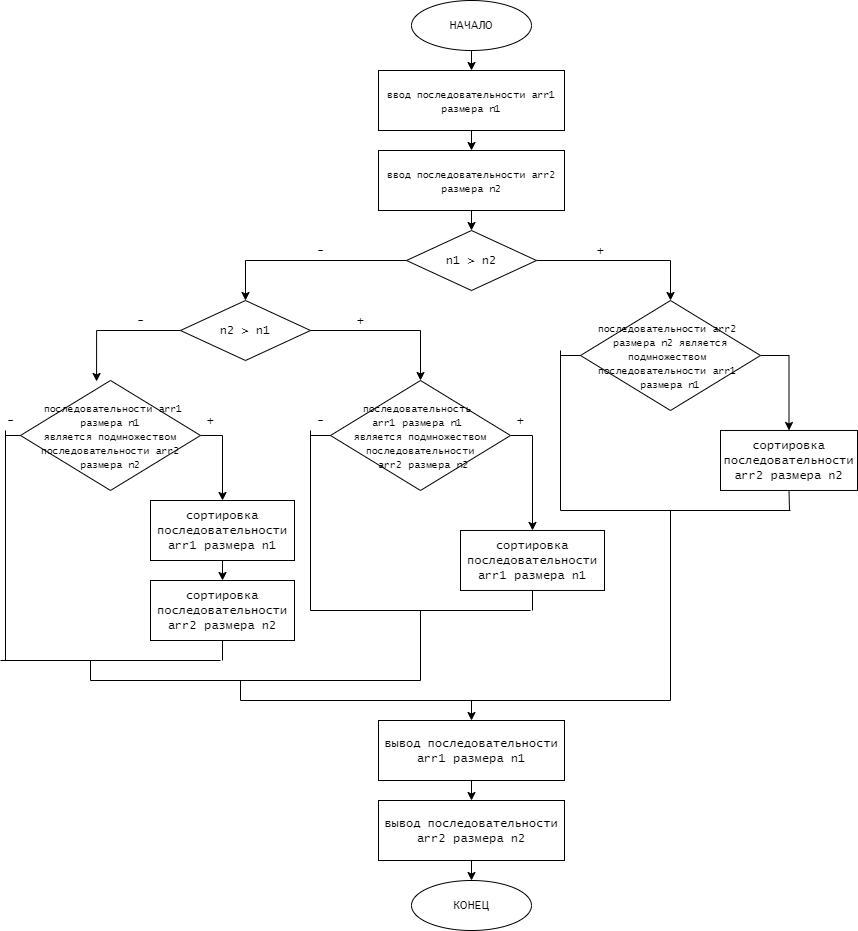 НАЧАЛО
ввод последовательности arr1
размера n1
ввод последовательности arr2
размера n2
n1 > n2
-
+
n2 > n1
-
+
последовательности arr2
размера n2 является
подмножеством
последовательности arr1
размера n1
последовательности arr1
размера n1
является подмножеством
последовательности arr2
размера n2
-
+
последовательность
arr1 размера n1
является подмножеством
последовательности
arr2 размера n2
-
+
сортировка
последовательности
arr2 размера n2
сортировка
последовательности
arr1 размера n1
сортировка
последовательности
arr1 размера n1
сортировка
последовательности
arr2 размера n2
вывод последовательности
arr1 размера n1
вывод последовательности
arr2 размера n2
КОНЕЦ